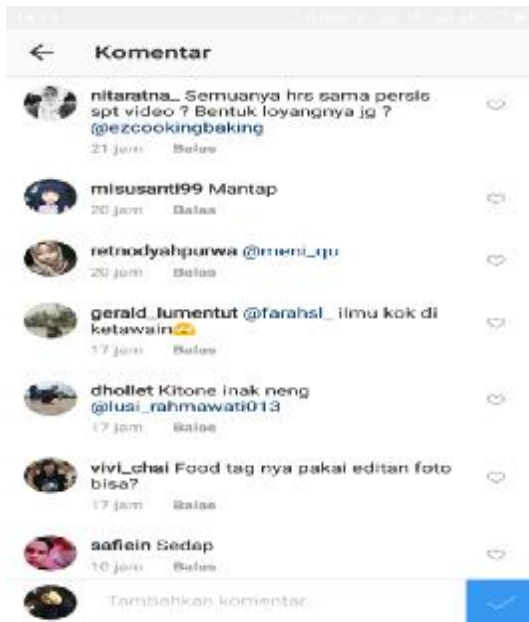 Komentar
nitaratna_ Semuanya hrs sama persis
spt video ? Bentuk loyangnya jg ?
@ezcookingbaking
21 jam Balas
misusanti99 Mantap
20 jam Balas
retnodyahpurwa @meni_qu
20 jam Balas
gerald_lumentut @farahsl_ ilmu kok di
ketawain
17 jam Balas
dhollet Kitone inak neng
@lusi_rahmawati013
17 jam Balas
vivi_chai Food tag nya pakai editan foto
bisa?
17 jam Balas
safiein Sedap
10 jam Balas
Tambahkan komentar...